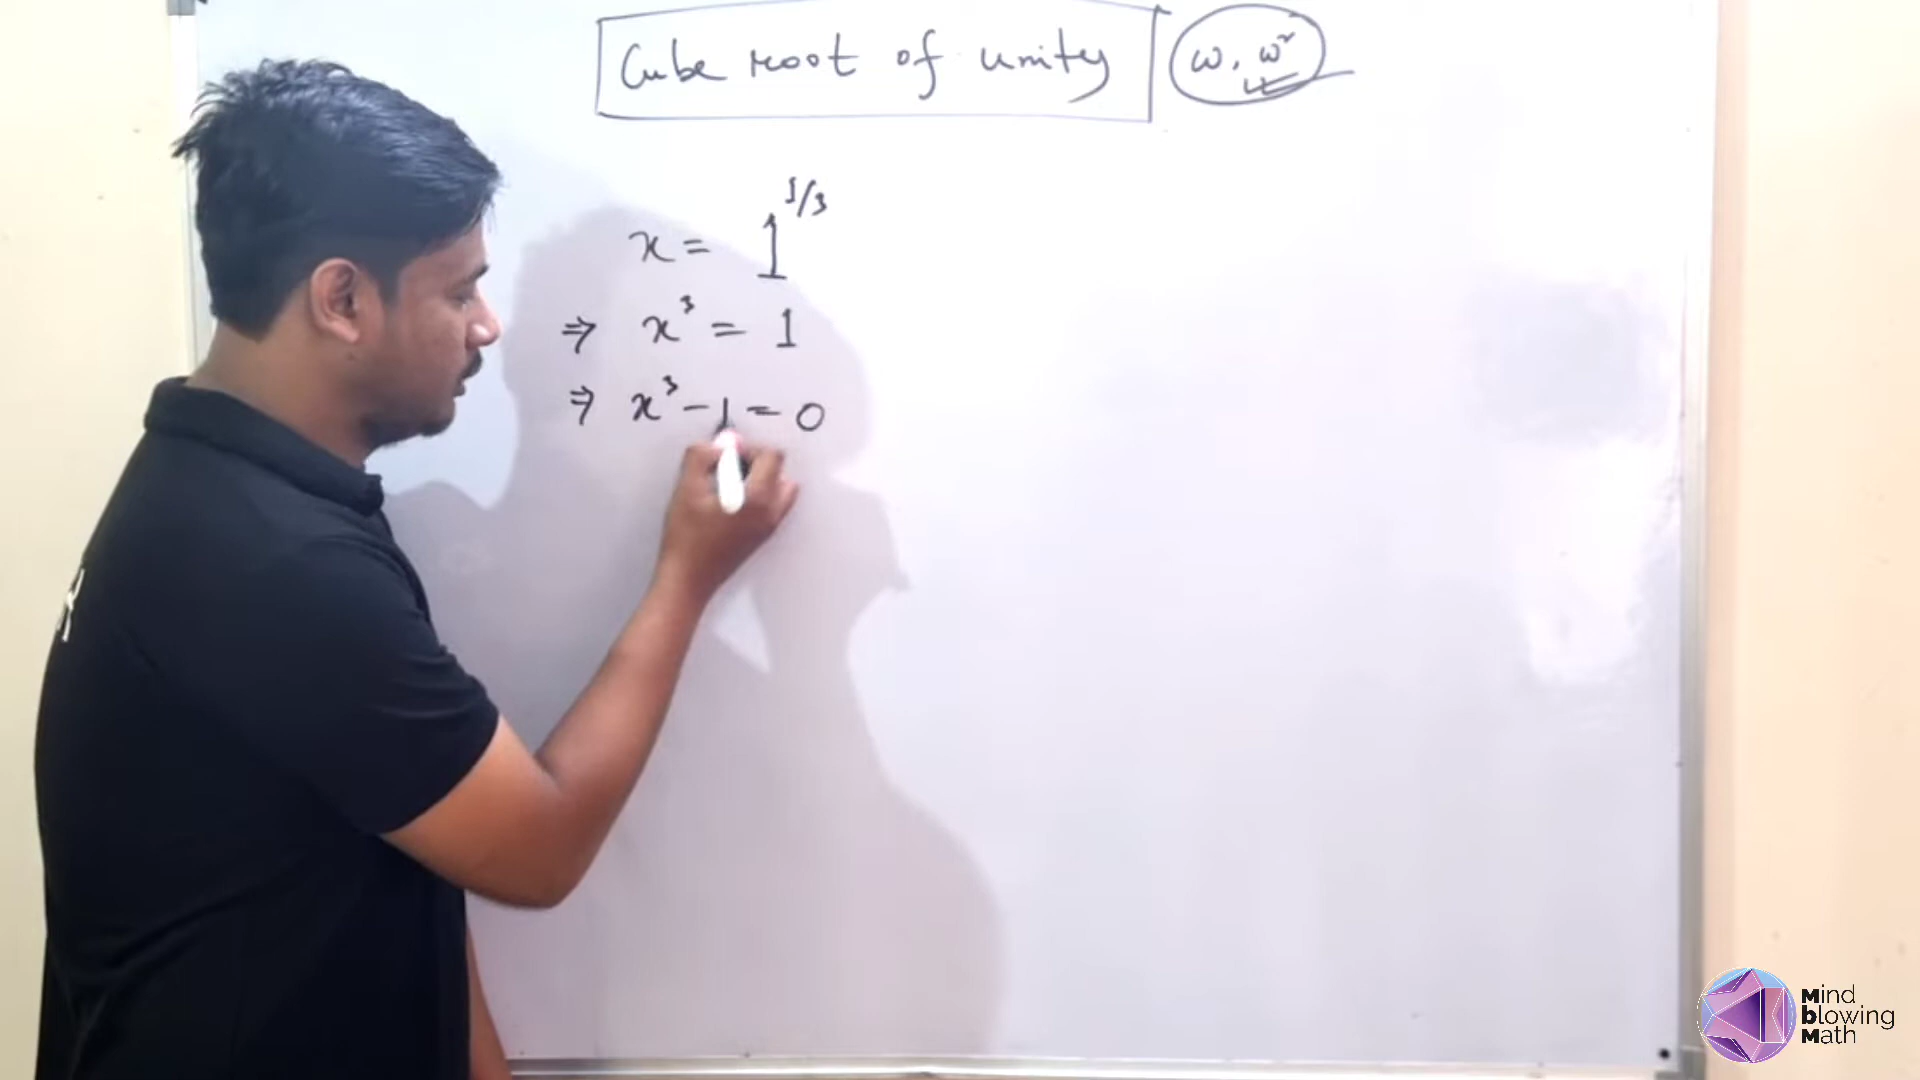 Cube root of unity ω, ω²
x = 1^1/3
⇒ x³ = 1
⇒ x³ - 1 = 0
Mind
blowing
Math